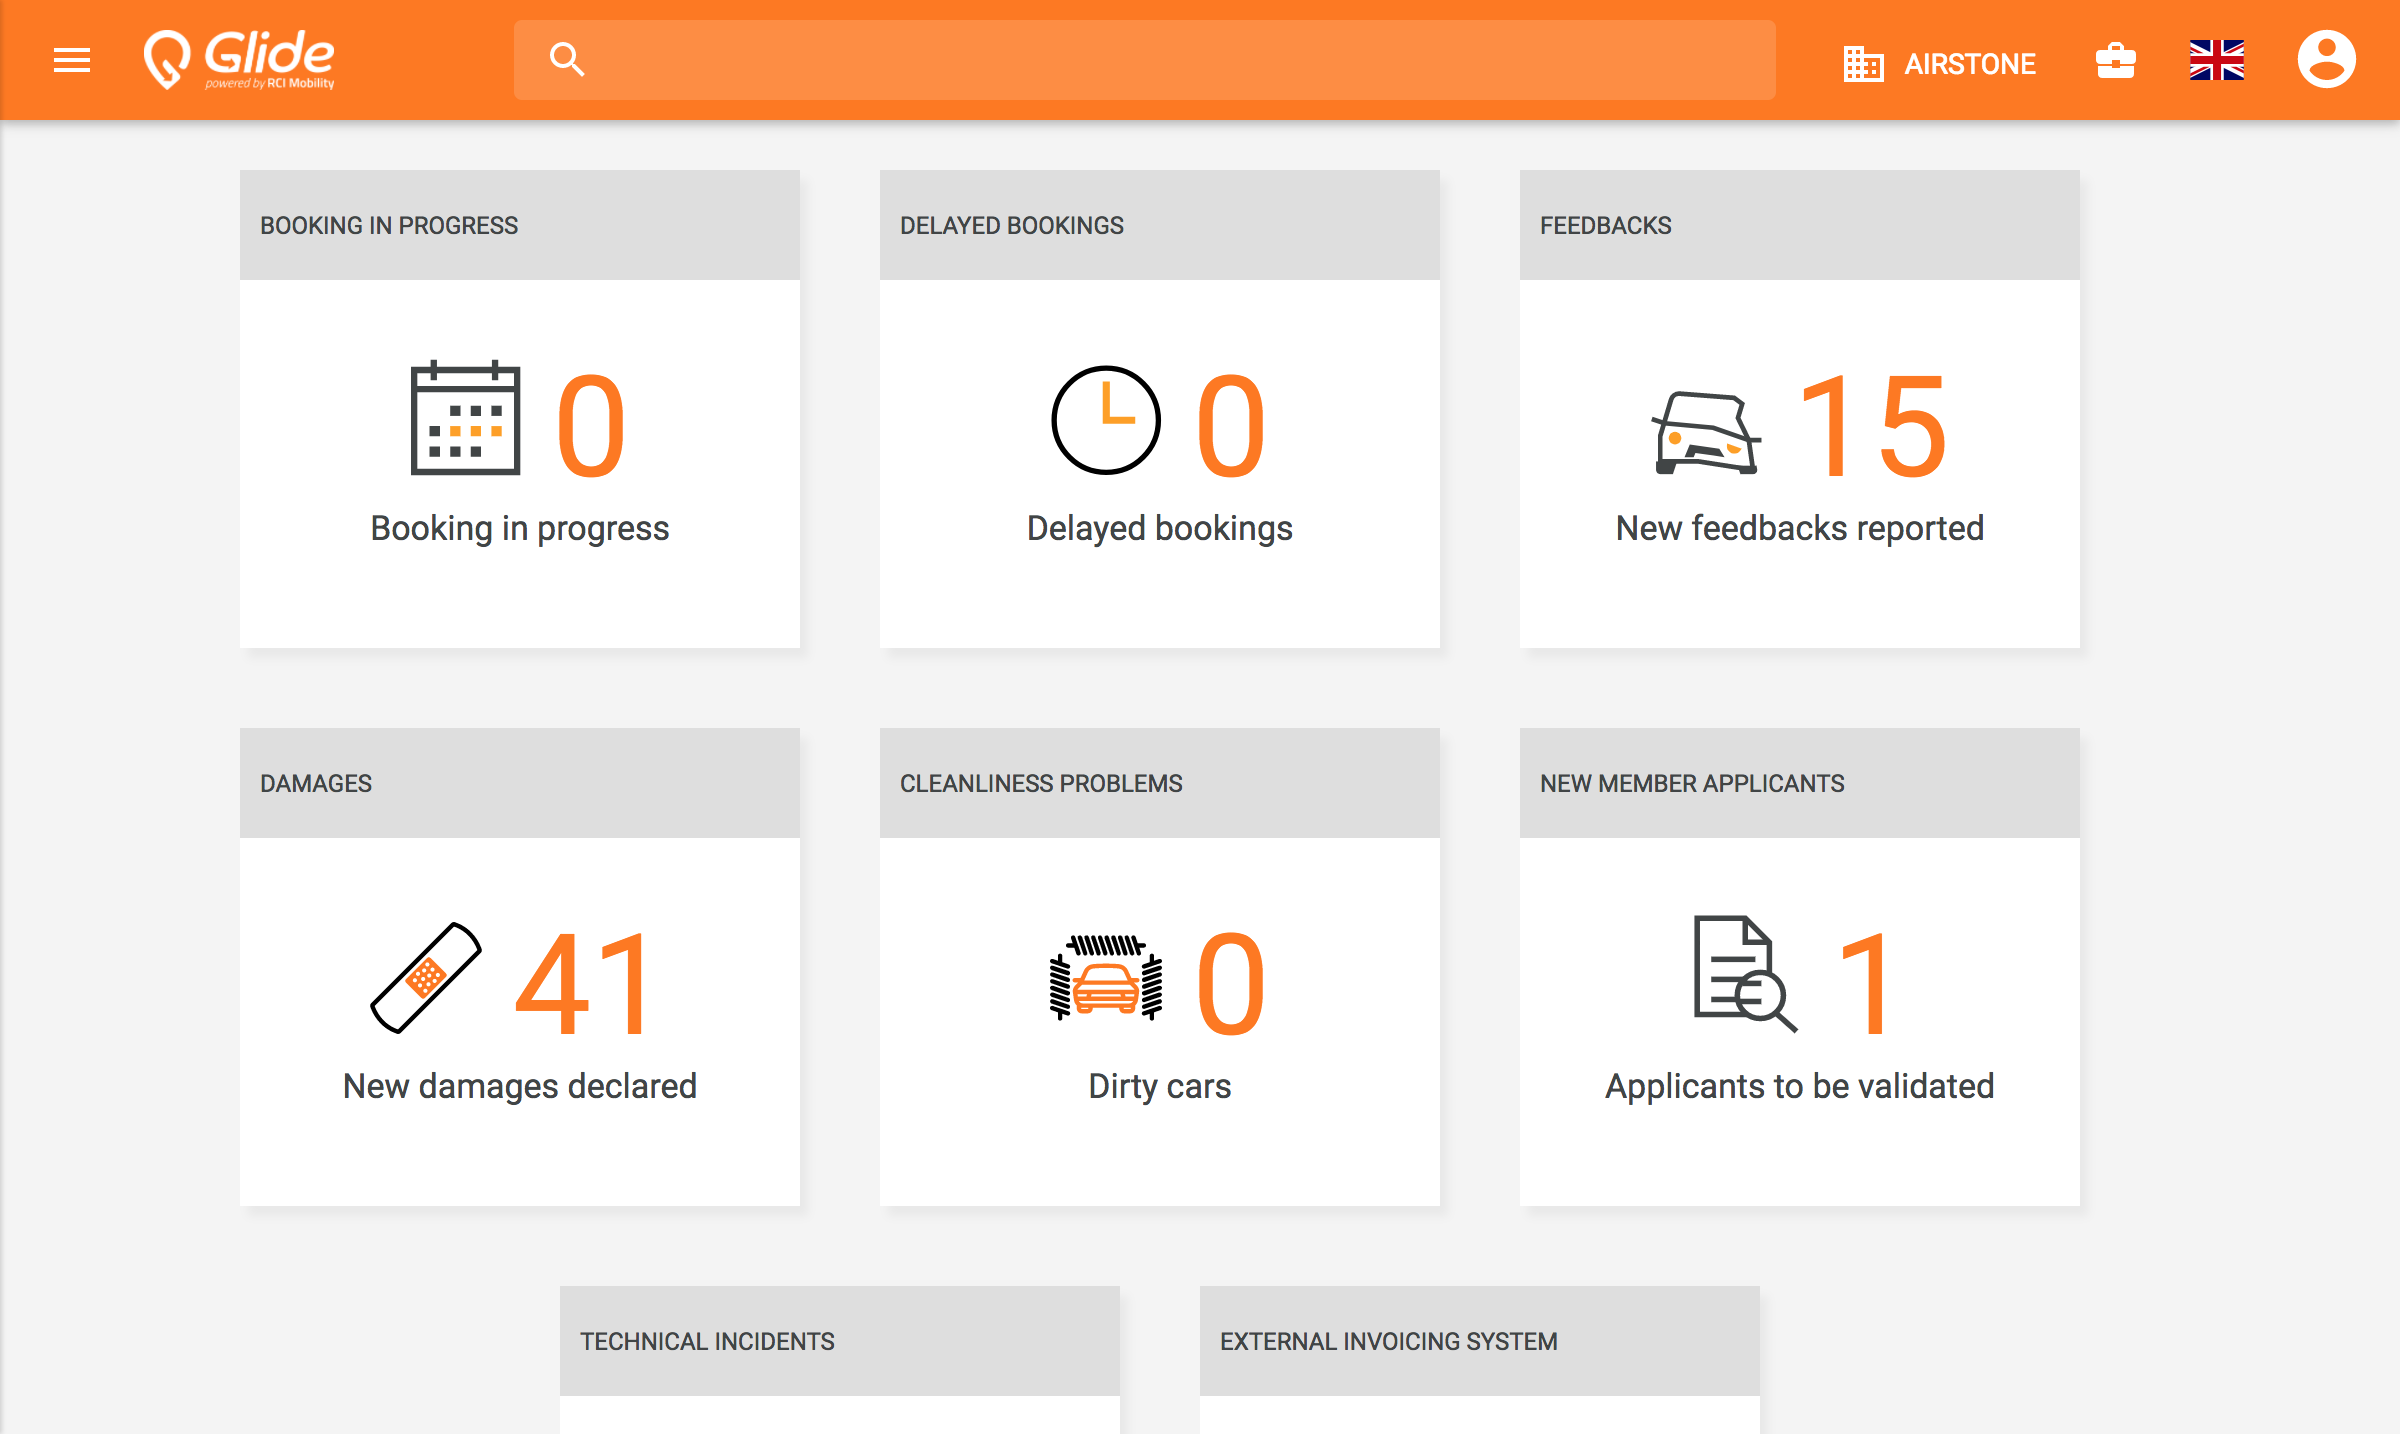 Glide
powered by RCI Mobility
AIRSTONE
BOOKING IN PROGRESS
DELAYED BOOKINGS
FEEDBACKS
0
0
15
Booking in progress
Delayed bookings
New feedbacks reported
DAMAGES
CLEANLINESS PROBLEMS
NEW MEMBER APPLICANTS
41
0
1
New damages declared
Dirty cars
Applicants to be validated
TECHNICAL INCIDENTS
EXTERNAL INVOICING SYSTEM